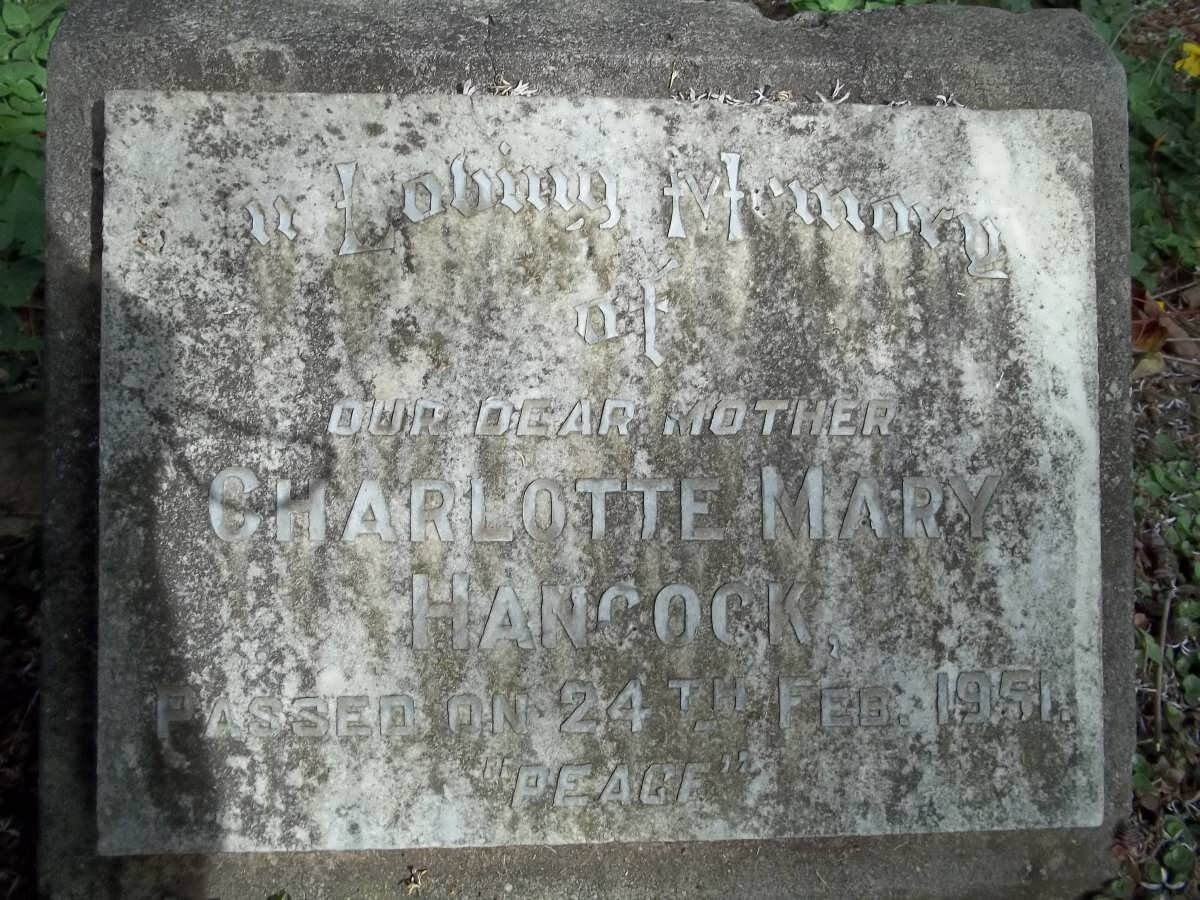 In Loving Memory
of
OUR DEAR MOTHER
CHARLOTTE MARY
HANCOCK,
PASSED ON 24TH FEB. 1951.
"PEACE"